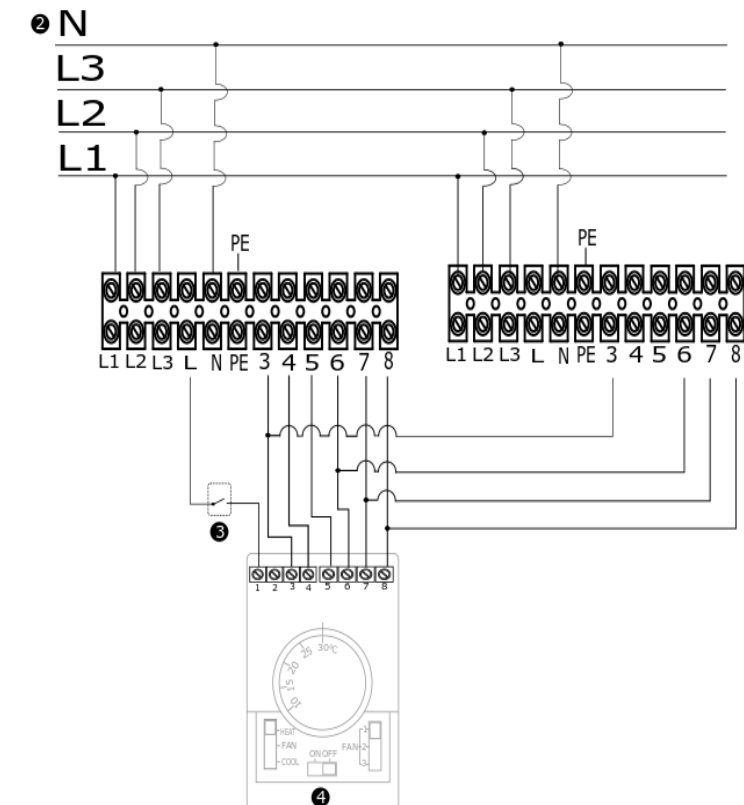 ❷ N
L3
L2
L1
PE
PE
L1 L2 L3 L N PE 3 4 5 6 7 8
L1 L2 L3 L N PE 3 4 5 6 7 8
❸
1 2 3 4 5 6 7 8
10 15 20 25 30°C
HEAT
FAN
COOL
ON OFF
FAN
1
2
3
❹